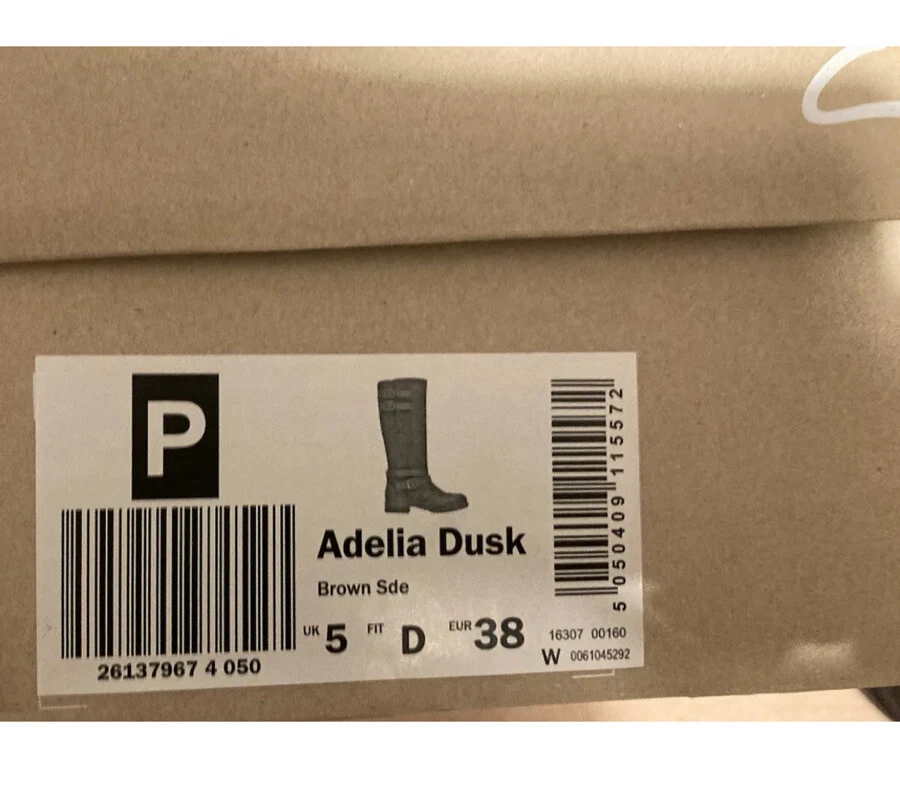 P
26137967 4 050
Adelia Dusk
Brown Sde
UK 5 FIT D EUR 38
5 050409 115572
16307 00160
W 0061045292